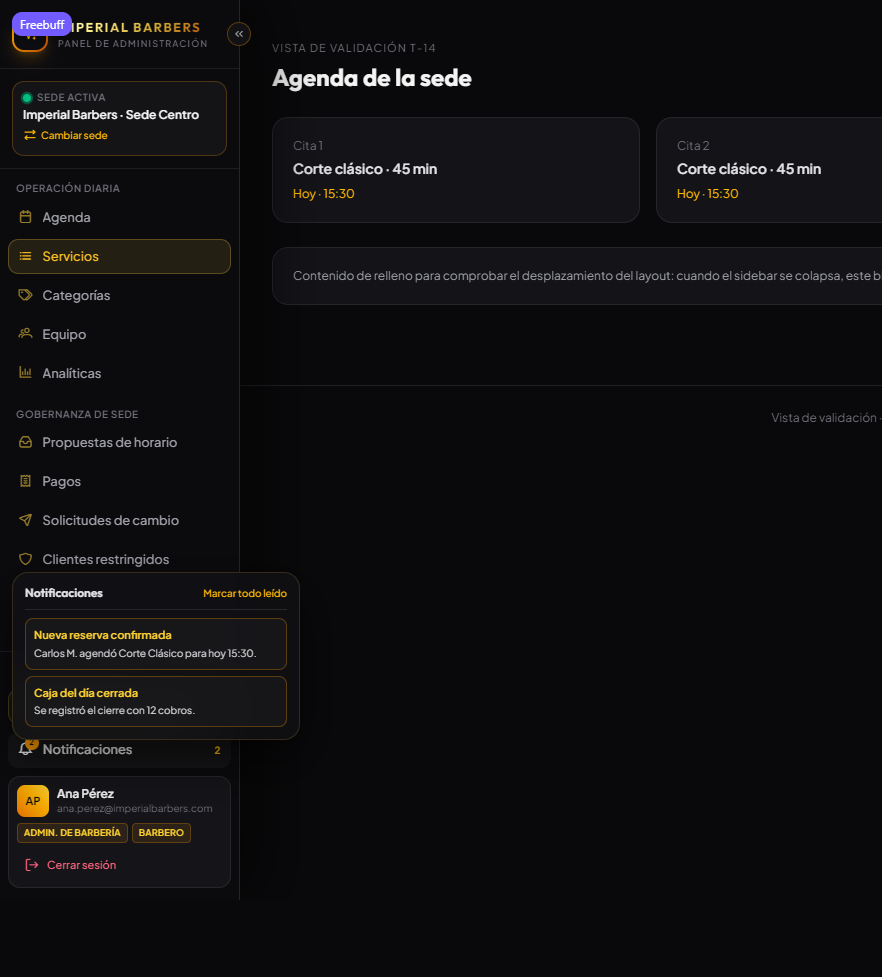 Freebuff
MPERIAL BARBERS
PANEL DE ADMINISTRACIÓN
SEDE ACTIVA
Imperial Barbers · Sede Centro
Cambiar sede
OPERACIÓN DIARIA
Agenda
Servicios
Categorías
Equipo
Analíticas
GOBERNANZA DE SEDE
Propuestas de horario
Pagos
Solicitudes de cambio
Clientes restringidos
Notificaciones
Marcar todo leído
Nueva reserva confirmada
Carlos M. agendó Corte Clásico para hoy 15:30.
Caja del día cerrada
Se registró el cierre con 12 cobros.
Notificaciones
2
AP
Ana Pérez
ana.perez@imperialbarbers.com
ADMIN. DE BARBERÍA
BARBERO
Cerrar sesión
VISTA DE VALIDACIÓN T-14
Agenda de la sede
Cita 1
Corte clásico · 45 min
Hoy · 15:30
Cita 2
Corte clásico · 45 min
Hoy · 15:30
Contenido de relleno para comprobar el desplazamiento del layout: cuando el sidebar se colapsa, este b
Vista de validación ·